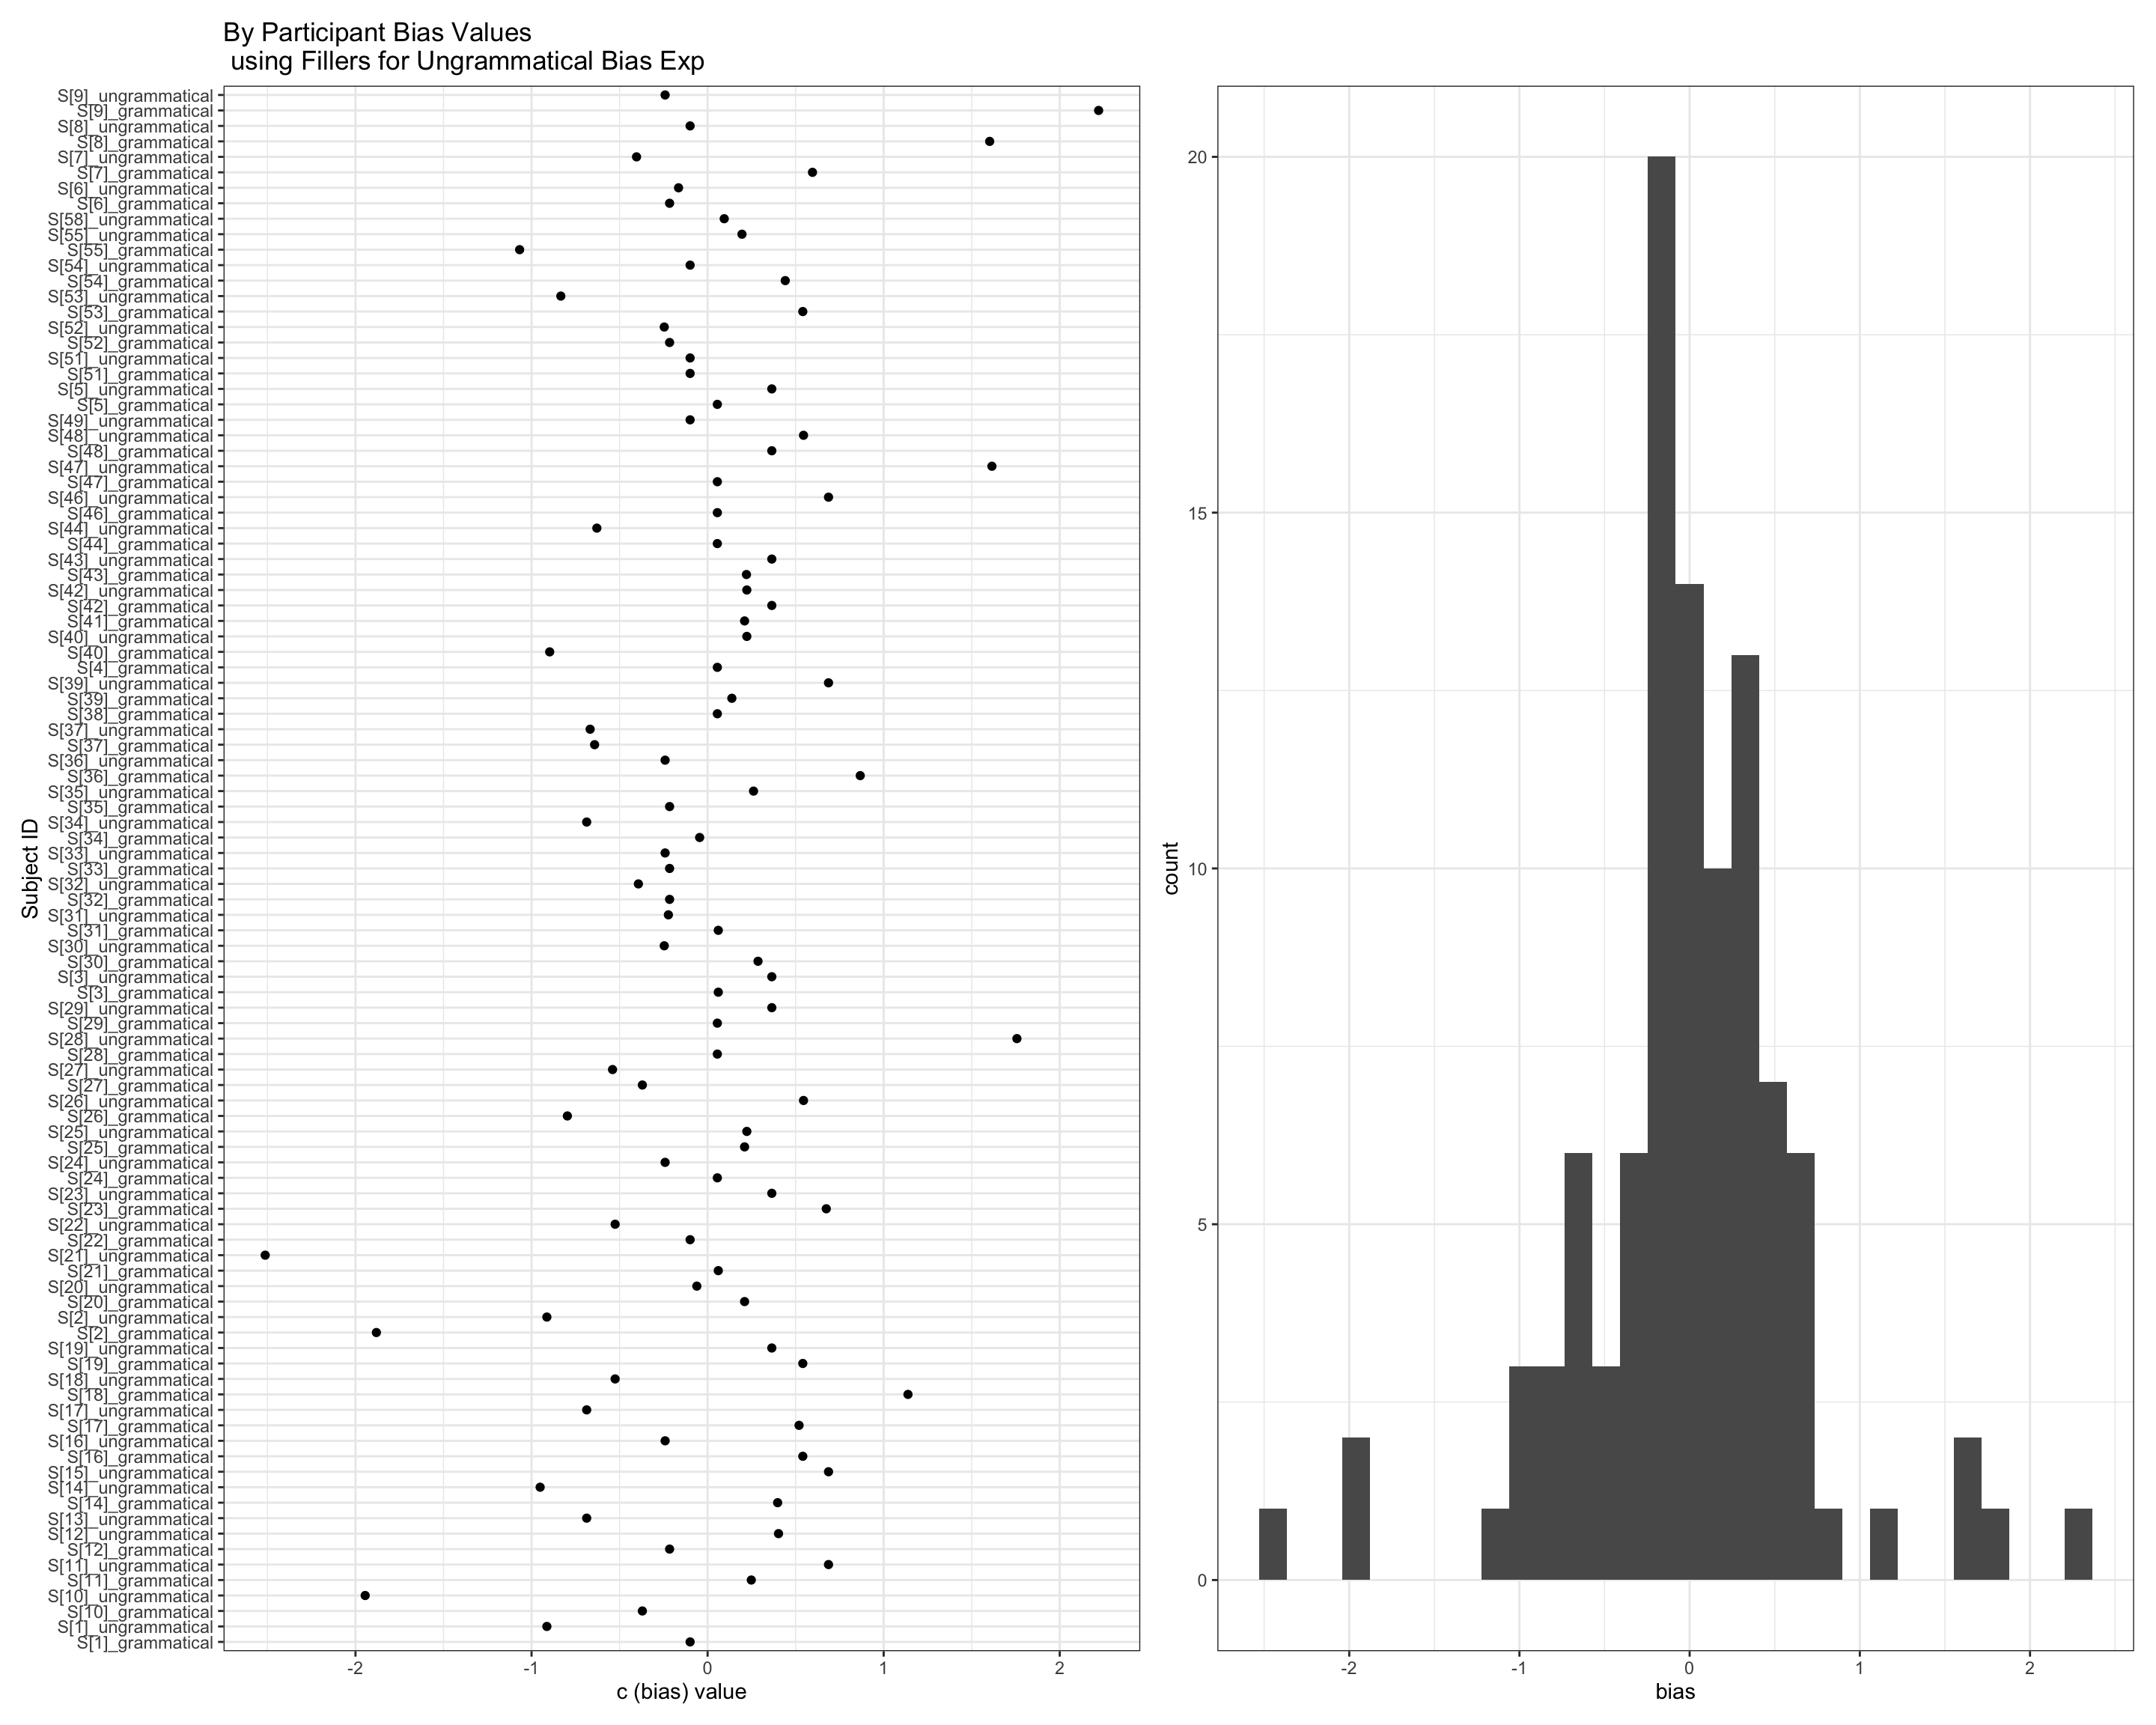 By Participant Bias Values
using Fillers for Ungrammatical Bias Exp
Subject ID
S[9]_ungrammatical
S[9]_grammatical
S[8]_ungrammatical
S[8]_grammatical
S[7]_ungrammatical
S[7]_grammatical
S[6]_ungrammatical
S[6]_grammatical
S[58]_ungrammatical
S[55]_ungrammatical
S[55]_grammatical
S[54]_ungrammatical
S[54]_grammatical
S[53]_ungrammatical
S[53]_grammatical
S[52]_ungrammatical
S[52]_grammatical
S[51]_ungrammatical
S[51]_grammatical
S[5]_ungrammatical
S[5]_grammatical
S[49]_ungrammatical
S[48]_ungrammatical
S[48]_grammatical
S[47]_ungrammatical
S[47]_grammatical
S[46]_ungrammatical
S[46]_grammatical
S[44]_ungrammatical
S[44]_grammatical
S[43]_ungrammatical
S[43]_grammatical
S[42]_ungrammatical
S[42]_grammatical
S[41]_grammatical
S[40]_ungrammatical
S[40]_grammatical
S[4]_grammatical
S[39]_ungrammatical
S[39]_grammatical
S[38]_grammatical
S[37]_ungrammatical
S[37]_grammatical
S[36]_ungrammatical
S[36]_grammatical
S[35]_ungrammatical
S[35]_grammatical
S[34]_ungrammatical
S[34]_grammatical
S[33]_ungrammatical
S[33]_grammatical
S[32]_ungrammatical
S[32]_grammatical
S[31]_ungrammatical
S[31]_grammatical
S[30]_ungrammatical
S[30]_grammatical
S[3]_ungrammatical
S[3]_grammatical
S[29]_ungrammatical
S[29]_grammatical
S[28]_ungrammatical
S[28]_grammatical
S[27]_ungrammatical
S[27]_grammatical
S[26]_ungrammatical
S[26]_grammatical
S[25]_ungrammatical
S[25]_grammatical
S[24]_ungrammatical
S[24]_grammatical
S[23]_ungrammatical
S[23]_grammatical
S[22]_ungrammatical
S[22]_grammatical
S[21]_ungrammatical
S[21]_grammatical
S[20]_ungrammatical
S[20]_grammatical
S[2]_ungrammatical
S[2]_grammatical
S[19]_ungrammatical
S[19]_grammatical
S[18]_ungrammatical
S[18]_grammatical
S[17]_ungrammatical
S[17]_grammatical
S[16]_ungrammatical
S[16]_grammatical
S[15]_ungrammatical
S[14]_ungrammatical
S[14]_grammatical
S[13]_ungrammatical
S[12]_ungrammatical
S[12]_grammatical
S[11]_ungrammatical
S[11]_grammatical
S[10]_ungrammatical
S[10]_grammatical
S[1]_ungrammatical
S[1]_grammatical
-2 -1 0 1 2
c (bias) value
count
20
15
10
5
0
-2 -1 0 1 2
bias